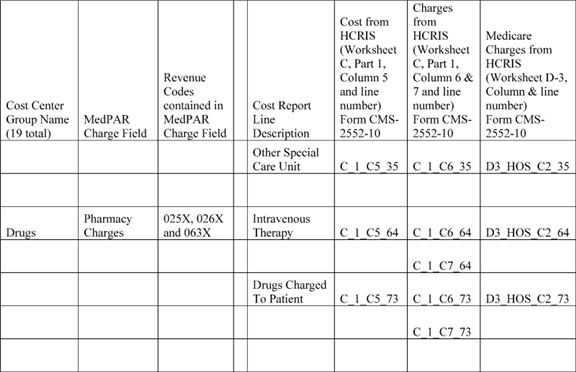 Cost Center
Group Name
(19 total)
MedPAR
Charge Field
Revenue
Codes
contained in
MedPAR
Charge Field
Cost Report
Line
Description
Cost from
HCRIS
(Worksheet
C, Part 1,
Column 5
and line
number)
Form CMS-
2552-10
Charges
from
HCRIS
(Worksheet
C, Part 1,
Column 6 &
7 and line
number)
Form CMS-
2552-10
Medicare
Charges from
HCRIS
(Worksheet D-3,
Column & line
number)
Form CMS-
2552-10
Other Special
Care Unit
C_1_C5_35
C_1_C6_35
D3_HOS_C2_35
Drugs
Pharmacy
Charges
025X, 026X
and 063X
Intravenous
Therapy
C_1_C5_64
C_1_C6_64
D3_HOS_C2_64
C_1_C7_64
Drugs Charged
To Patient
C_1_C5_73
C_1_C6_73
D3_HOS_C2_73
C_1_C7_73